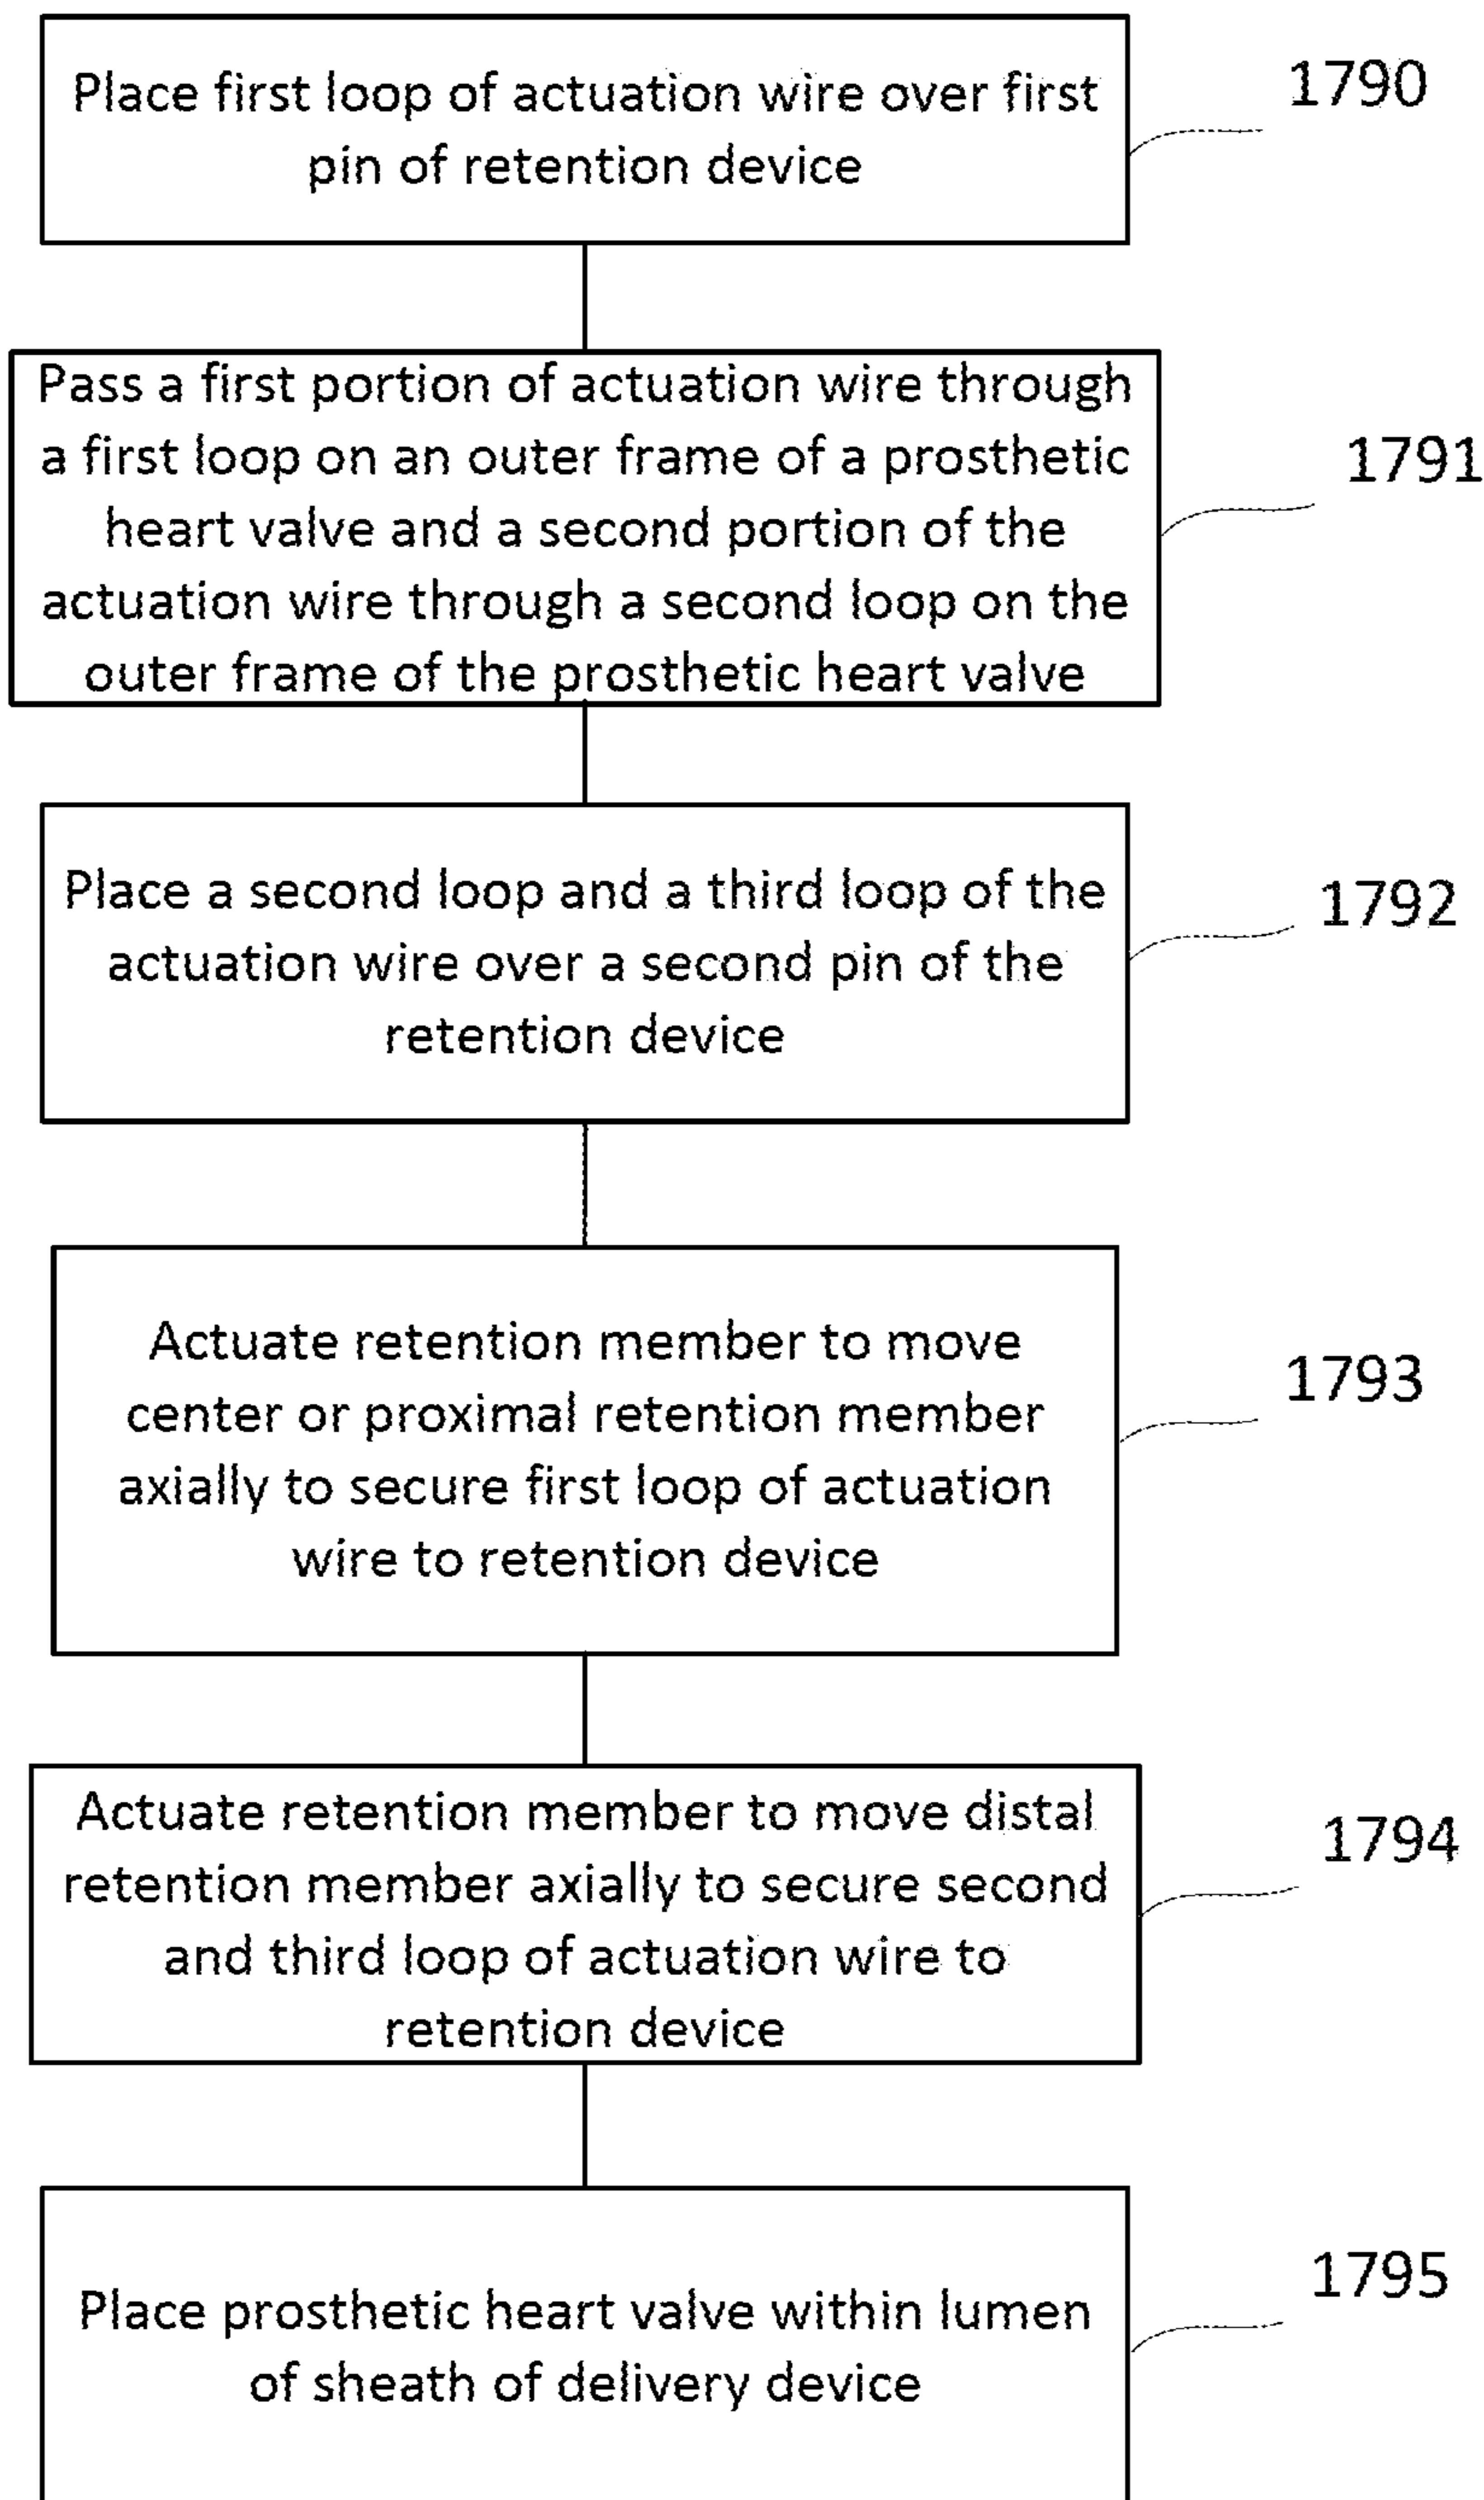 Place first loop of actuation wire over first
pin of retention device
1790
Pass a first portion of actuation wire through
a first loop on an outer frame of a prosthetic
heart valve and a second portion of the
actuation wire through a second loop on the
outer frame of the prosthetic heart valve
1791
Place a second loop and a third loop of the
actuation wire over a second pin of the
retention device
1792
Actuate retention member to move
center or proximal retention member
axially to secure first loop of actuation
wire to retention device
1793
Actuate retention member to move distal
retention member axially to secure second
and third loop of actuation wire to
retention device
1794
Place prosthetic heart valve within lumen
of sheath of delivery device
1795